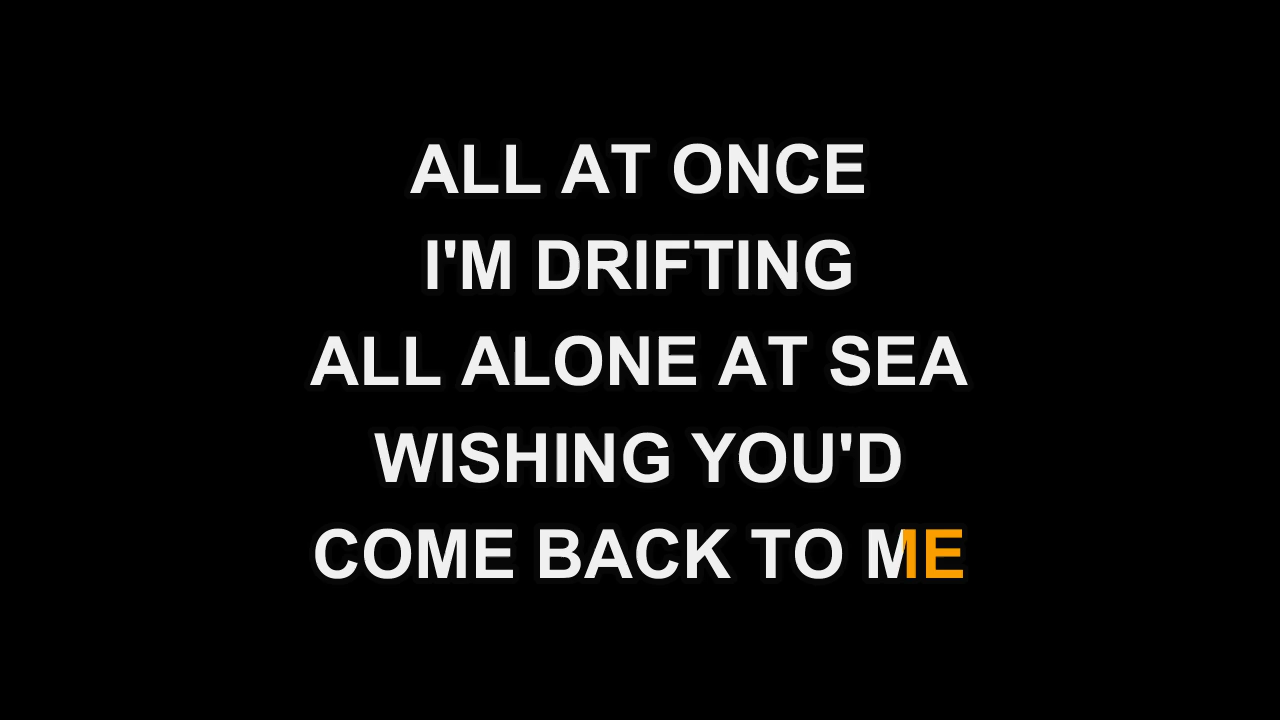 ALL AT ONCE
I'M DRIFTING
ALL ALONE AT SEA
WISHING YOU'D
COME BACK TO ME